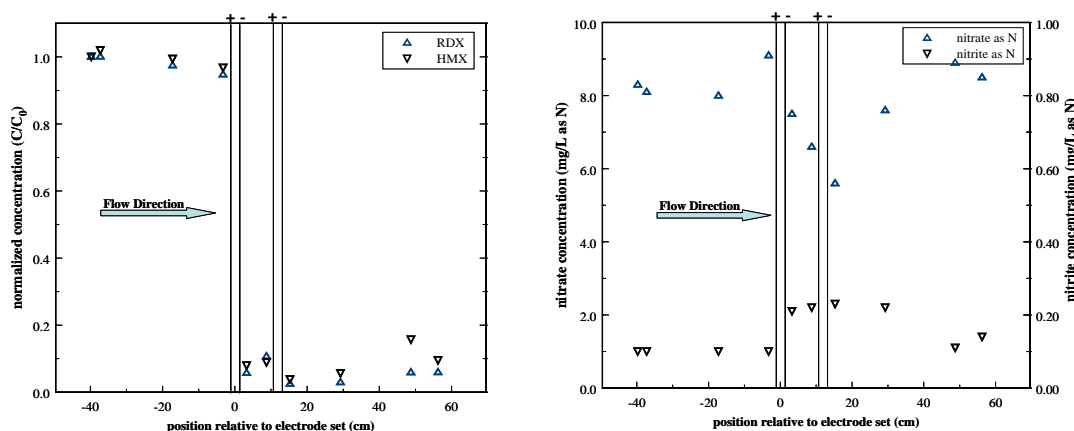 + - + -
1.0
0.8
0.6
0.4
0.2
0.0
normalized concentration (C/C0)
RDX
HMX
Flow Direction
-40 -20 0 20 40 60
position relative to electrode set (cm)
+ - + -
10.0
8.0
6.0
4.0
2.0
0.0
nitrate concentration (mg/L as N)
nitrate as N
nitrite as N
Flow Direction
-40 -20 0 20 40 60
position relative to electrode set (cm)
1.00
0.80
0.60
0.40
0.20
0.00
nitrite concentration (mg/L as N)